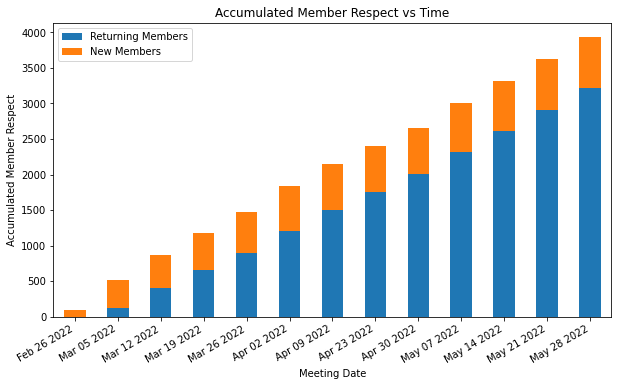 Accumulated Member Respect vs Time
Returning Members
New Members
Accumulated Member Respect
4000
3500
3000
2500
2000
1500
1000
500
0
Feb 26 2022
Mar 05 2022
Mar 12 2022
Mar 19 2022
Mar 26 2022
Apr 02 2022
Apr 09 2022
Apr 23 2022
Apr 30 2022
May 07 2022
May 14 2022
May 21 2022
May 28 2022
Meeting Date